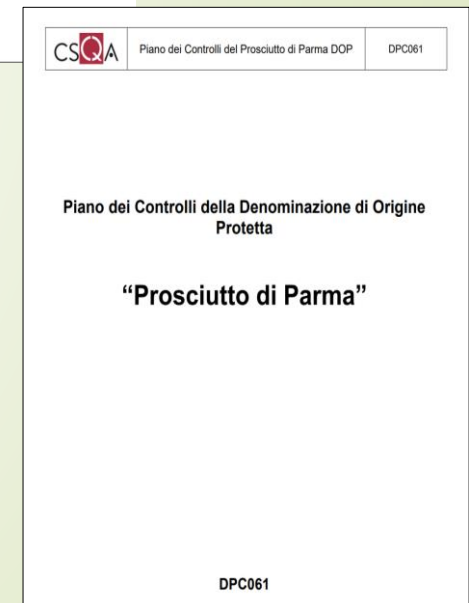 CSQA
Piano dei Controlli del Prosciutto di Parma DOP
DPC061
Piano dei Controlli della Denominazione di Origine
Protetta
“Prosciutto di Parma”
DPC061